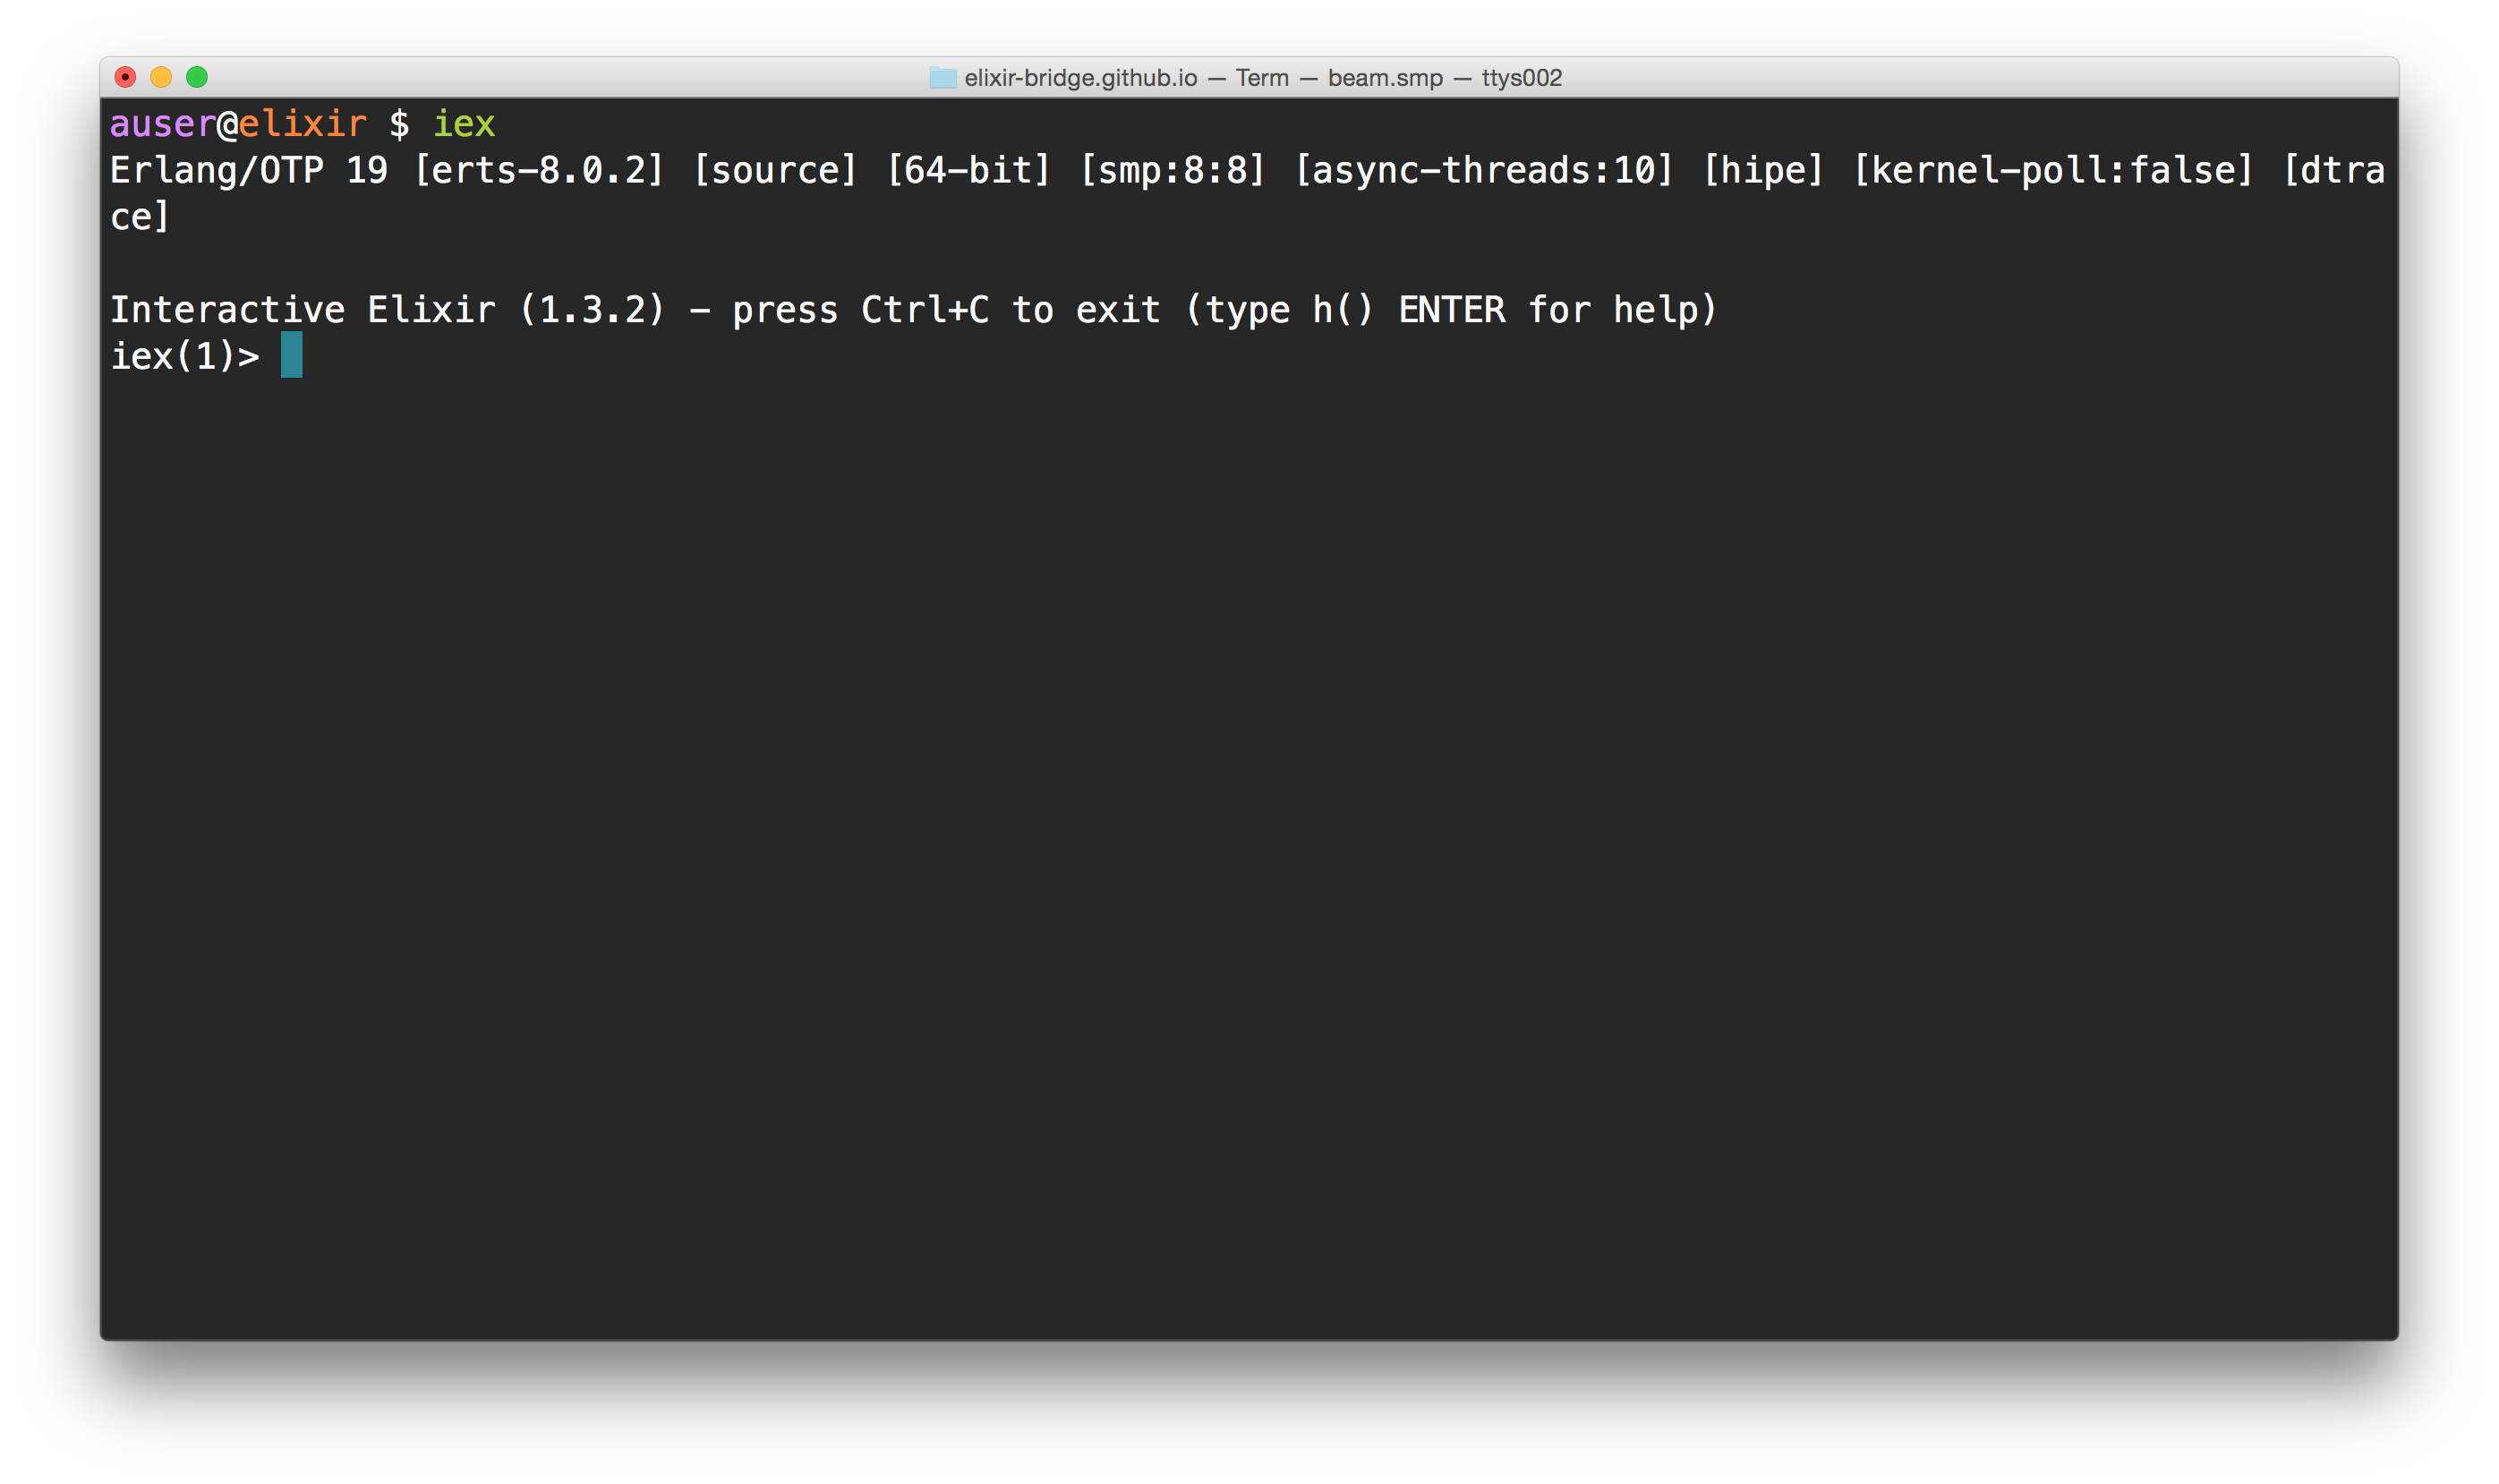 elixir-bridge.github.io — Term — beam.smp — ttys002
auser@elixir $ iex
Erlang/OTP 19 [erts-8.0.2] [source] [64-bit] [smp:8:8] [async-threads:10] [hipe] [kernel-poll:false] [dtra
ce]
Interactive Elixir (1.3.2) - press Ctrl+C to exit (type h() ENTER for help)
iex(1)>